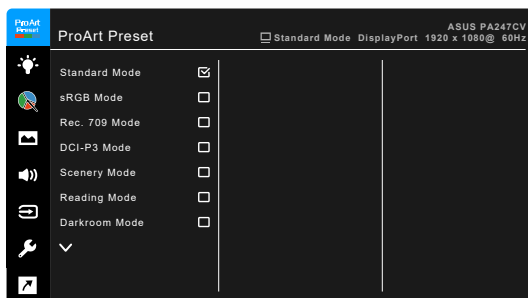 ProArt
Preset
ProArt Preset
ASUS PA247CV
Standard Mode DisplayPort 1920 x 1080@ 60Hz
Standard Mode
sRGB Mode
Rec. 709 Mode
DCI-P3 Mode
Scenery Mode
Reading Mode
Darkroom Mode